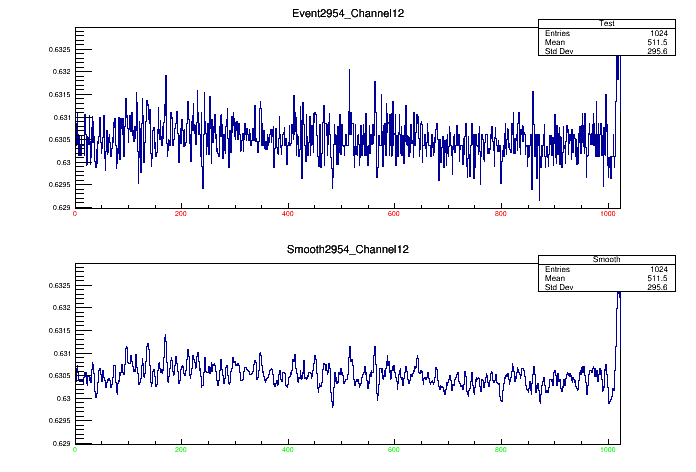 Event2954_Channel12
Test
Entries 1024
Mean 511.5
Std Dev 295.6
0.6325
0.632
0.6315
0.631
0.6305
0.63
0.6295
0.629
0 200 400 600 800 1000
Smooth2954_Channel12
Smooth
Entries 1024
Mean 511.5
Std Dev 295.6
0.6325
0.632
0.6315
0.631
0.6305
0.63
0.6295
0.629
0 200 400 600 800 1000